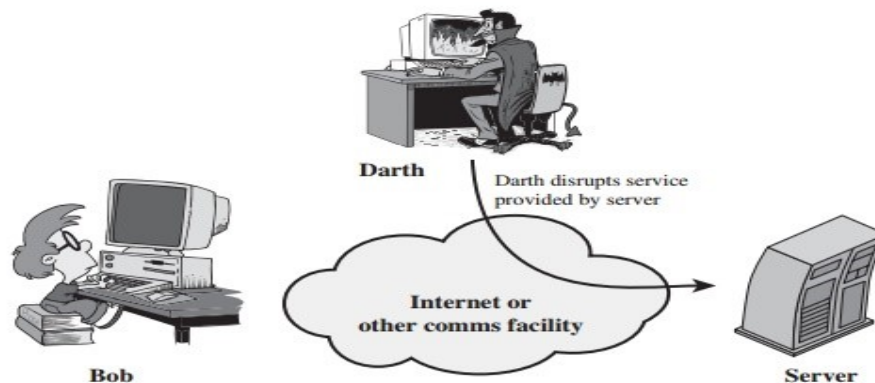 Darth
Darth disrupts service
provided by server
Internet or
other comms facility
Bob
Server